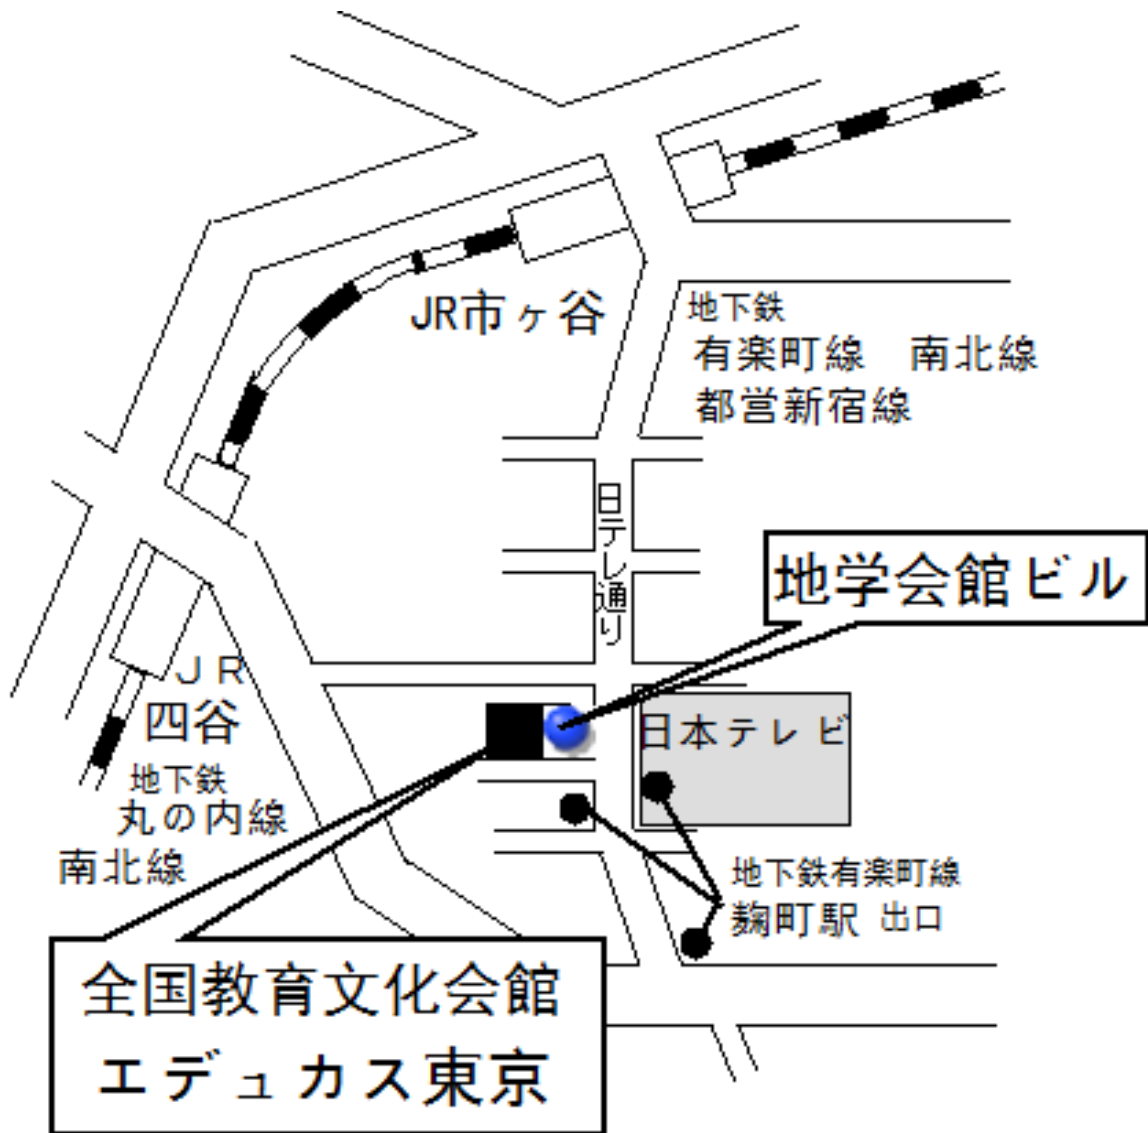 JR市ヶ谷
地下鉄
有楽町線　南北線
都営新宿線
日テレ通り
地学会館ビル
JR
四谷
地下鉄
丸の内線
南北線
日本テレビ
地下鉄有楽町線
麹町駅 出口
全国教育文化会館
エデュカス東京